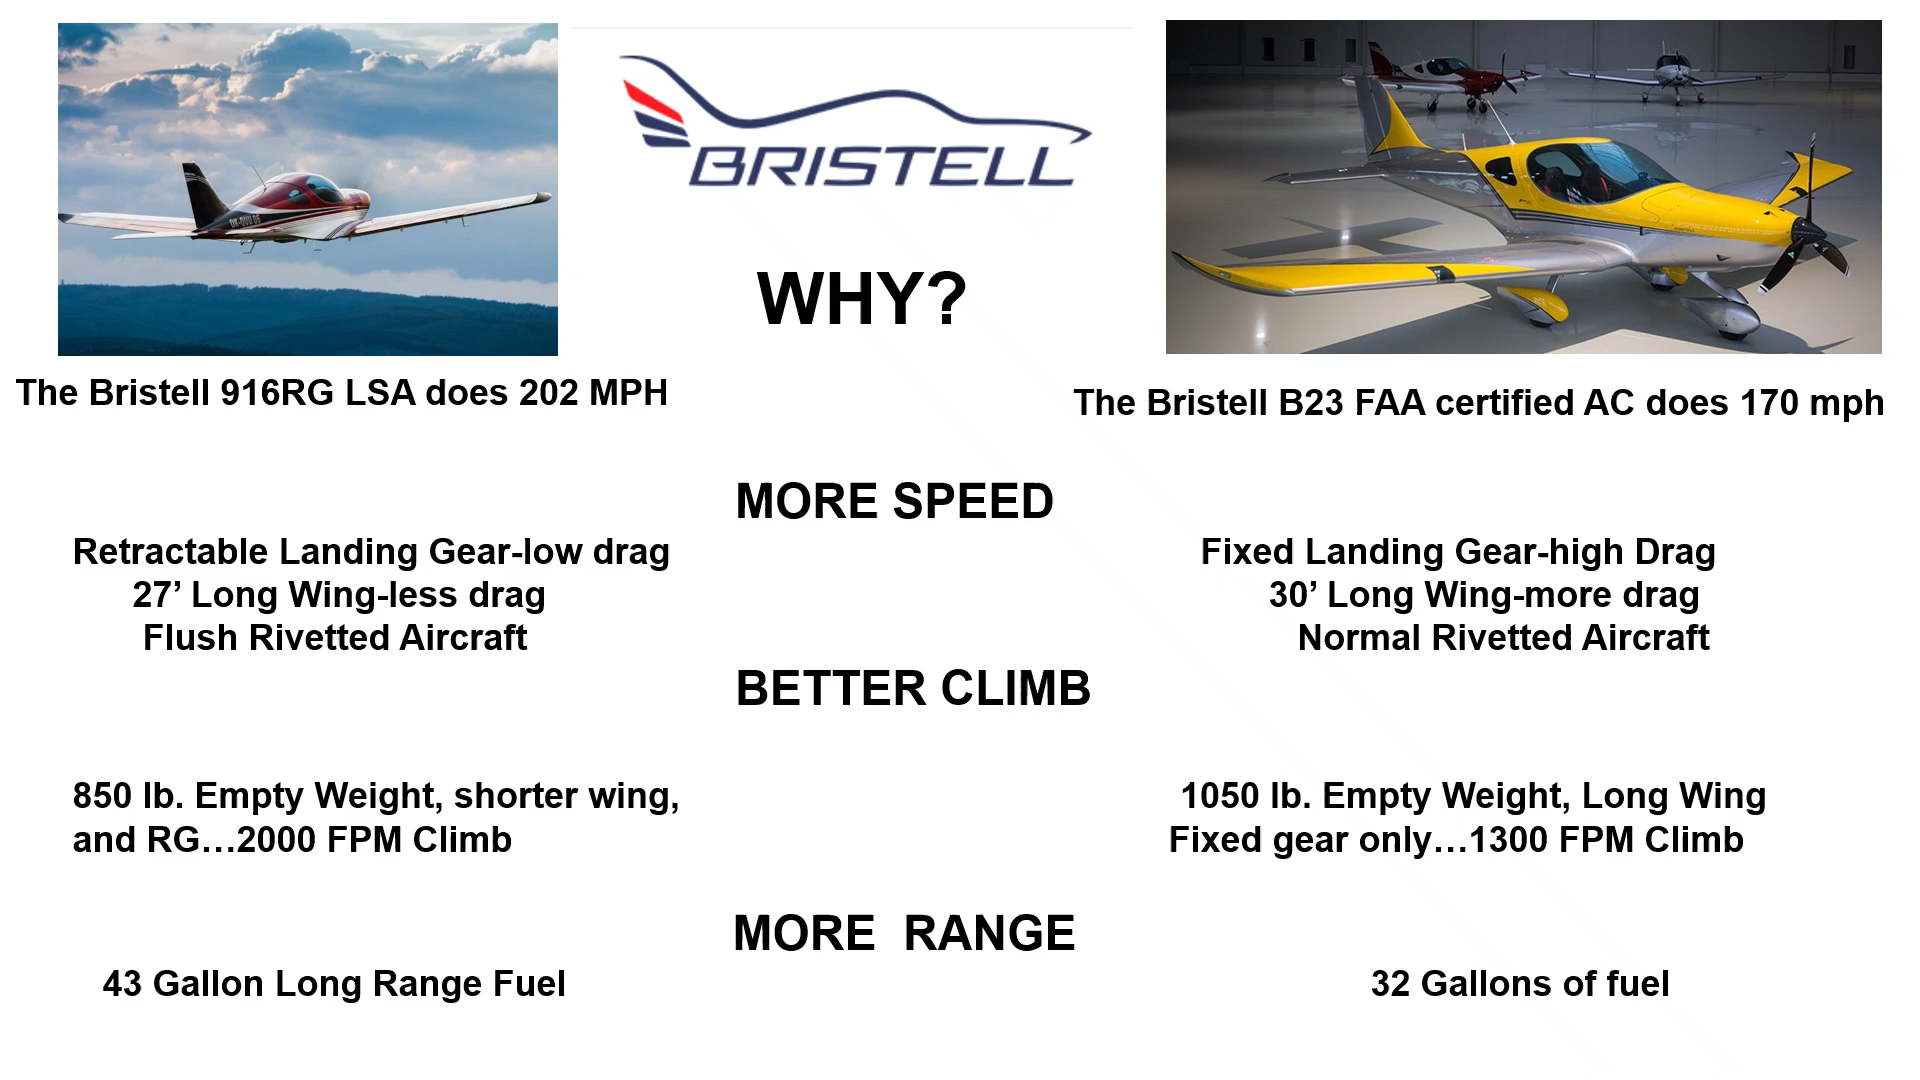 BRISTELL
WHY?
The Bristell 916RG LSA does 202 MPH
The Bristell B23 FAA certified AC does 170 mph
MORE SPEED
Retractable Landing Gear-low drag
27’ Long Wing-less drag
Flush Rivetted Aircraft
Fixed Landing Gear-high Drag
30’ Long Wing-more drag
Normal Rivetted Aircraft
BETTER CLIMB
850 lb. Empty Weight, shorter wing,
and RG…2000 FPM Climb
1050 lb. Empty Weight, Long Wing
Fixed gear only…1300 FPM Climb
MORE  RANGE
43 Gallon Long Range Fuel
32 Gallons of fuel